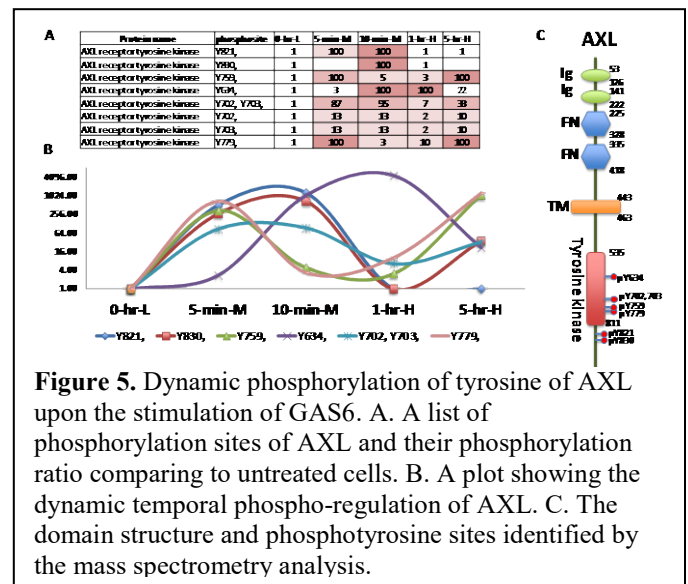 A
Protein name phosphosite 0-hr-L 5-min-M 10-min-M 1-hr-H 5-hr-H
AXL receptor tyrosine kinase Y821, 1 100 100 1 1
AXL receptor tyrosine kinase Y830, 1 100 1
AXL receptor tyrosine kinase Y759, 1 100 5 3 100
AXL receptor tyrosine kinase Y634, 1 3 100 100 22
AXL receptor tyrosine kinase Y702, Y703, 1 87 95 7 33
AXL receptor tyrosine kinase Y702, 1 13 13 2 10
AXL receptor tyrosine kinase Y703, 1 13 13 2 10
AXL receptor tyrosine kinase Y779, 1 100 3 10 100
B
4096.00
1024.00
256.00
64.00
16.00
4.00
1.00
0-hr-L 5-min-M 10-min-M 1-hr-H 5-hr-H
Y821, Y830, Y759, Y634, Y702, Y703, Y779,
C AXL
53
Ig
126
Ig 141
222
225
FN
328
335
FN
418
443
TM
463
535
Tyrosine kinase
pY634
pY702,703
pY759
pY779
811
pY821
pY830
Figure 5. Dynamic phosphorylation of tyrosine of AXL
upon the stimulation of GAS6. A. A list of
phosphorylation sites of AXL and their phosphorylation
ratio comparing to untreated cells. B. A plot showing the
dynamic temporal phospho-regulation of AXL. C. The
domain structure and phosphotyrosine sites identified by
the mass spectrometry analysis.